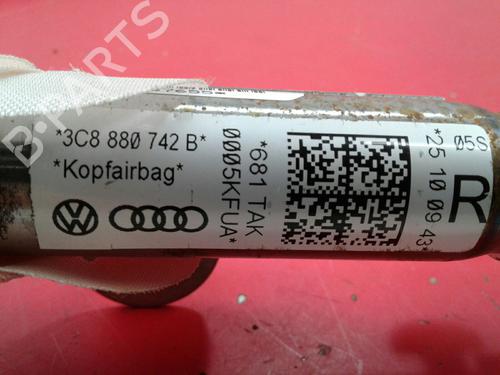 B-PARTS
*3C8 880 742 B*
*Kopfairbag*
*681 TAK
0005KFUA*
05S
*25 10 09 43*
R